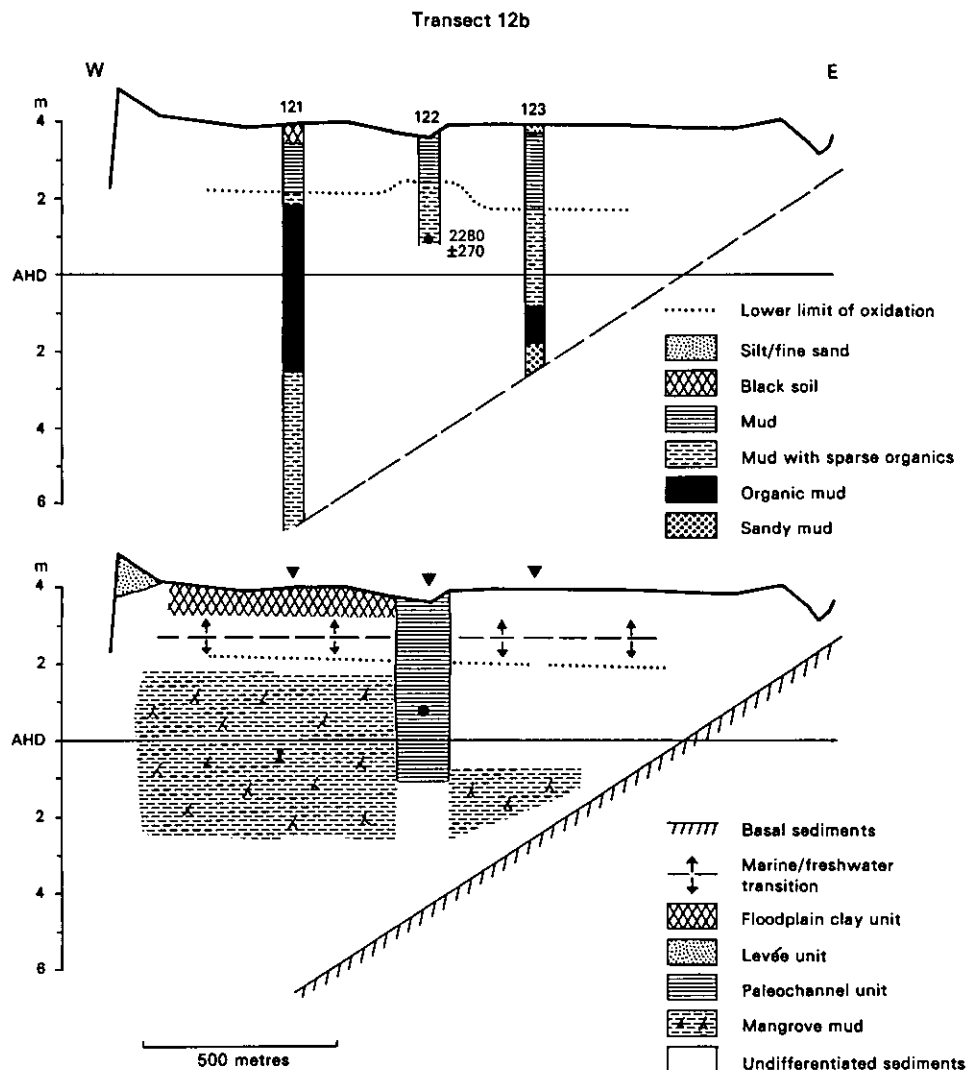 Transect 12b
W
E
m
121
122
123
4
2
2280
±270
AHD
2
4
6
Lower limit of oxidation
Silt/fine sand
Black soil
Mud
Mud with sparse organics
Organic mud
Sandy mud
m
4
2
AHD
2
4
6
Basal sediments
Marine/freshwater
transition
Floodplain clay unit
Levée unit
Paleochannel unit
Mangrove mud
Undifferentiated sediments
500 metres